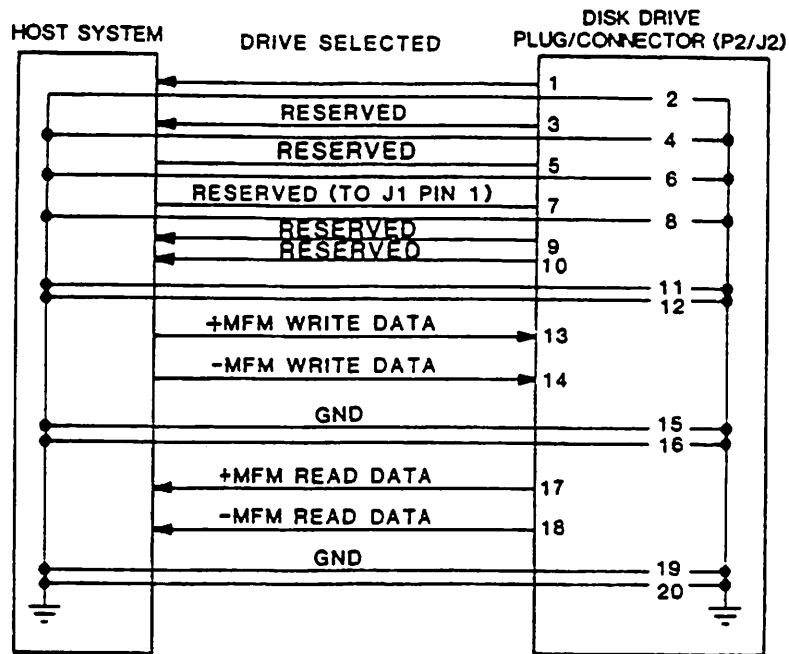 HOST SYSTEM
DRIVE SELECTED
DISK DRIVE
PLUG/CONNECTOR (P2/J2)
1
2
RESERVED
3
4
RESERVED
5
6
RESERVED (TO J1 PIN 1)
7
8
RESERVED
9
RESERVED
10
11
12
+MFM WRITE DATA
13
-MFM WRITE DATA
14
GND
15
16
+MFM READ DATA
17
-MFM READ DATA
18
GND
19
20